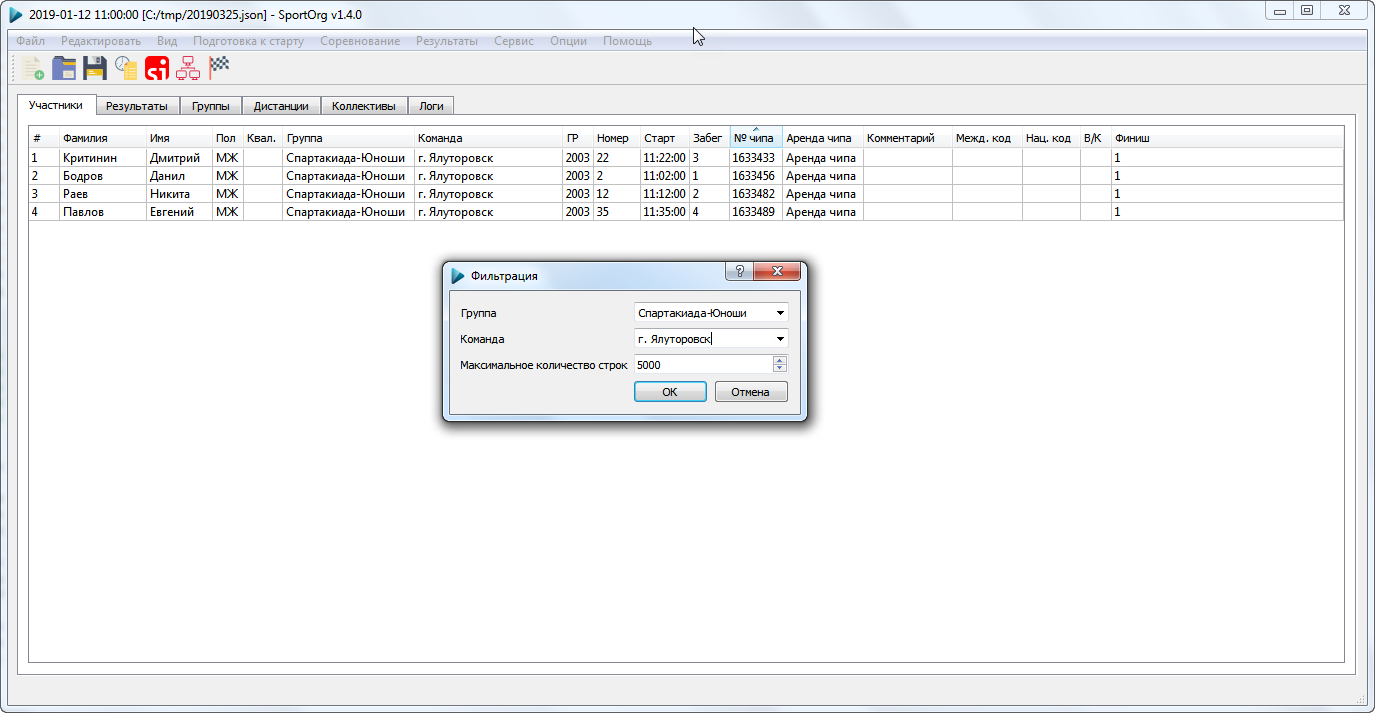 2019-01-12 11:00:00 [C:/tmp/20190325.json] - SportOrg v1.4.0
Файл Редактировать Вид Подготовка к старту Соревнование Результаты Сервис Опции Помощь
si
Участники Результаты Группы Дистанции Коллективы Логи
# Фамилия Имя Пол Квал. Группа Команда ГР Номер Старт Забег № чипа Аренда чипа Комментарий Межд. код Нац. код В/К Финиш
1 Критинин Дмитрий МЖ Спартакиада-Юноши г. Ялуторовск 2003 22 11:22:00 3 1633433 Аренда чипа 1
2 Бодров Данил МЖ Спартакиада-Юноши г. Ялуторовск 2003 2 11:02:00 1 1633456 Аренда чипа 1
3 Раев Никита МЖ Спартакиада-Юноши г. Ялуторовск 2003 12 11:12:00 2 1633482 Аренда чипа 1
4 Павлов Евгений МЖ Спартакиада-Юноши г. Ялуторовск 2003 35 11:35:00 4 1633489 Аренда чипа 1
Фильтрация ?
Группа Спартакиада-Юноши
Команда г. Ялуторовск
Максимальное количество строк 5000
ОК Отмена